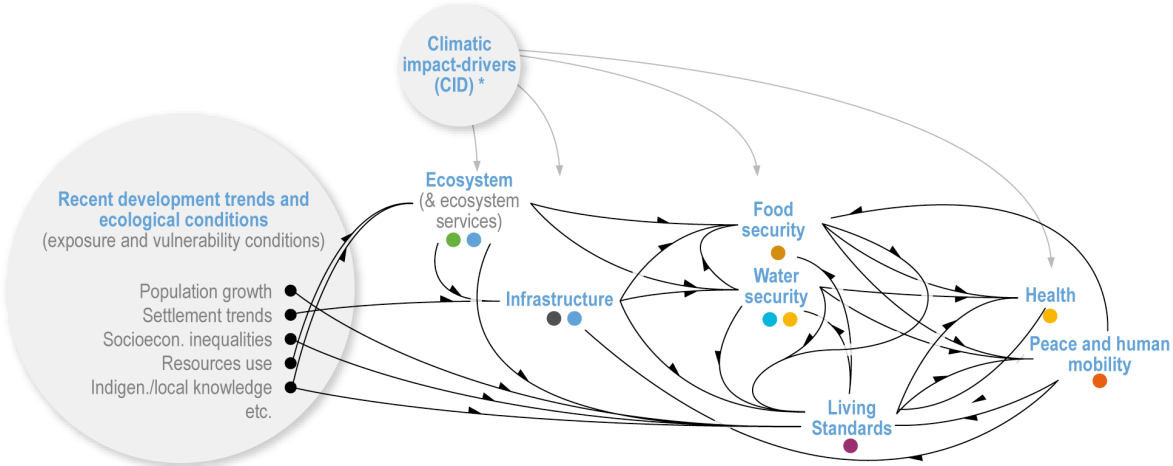 Climatic
impact-drivers
(CID) *
Recent development trends and
ecological conditions
(exposure and vulnerability conditions)
Population growth
Settlement trends
Socioecon. inequalities
Resources use
Indigen./local knowledge
etc.
Ecosystem
(& ecosystem
services)
Infrastructure
Food
security
Water
security
Health
Peace and human
mobility
Living
Standards